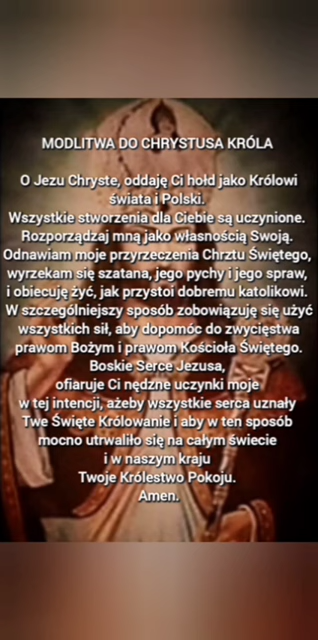 MODLITWA DO CHRYSTUSA KRÓLA
O Jezu Chryste, oddaję Ci hołd jako Królowi
świata i Polski.
Wszystkie stworzenia dla Ciebie są uczynione.
Rozporządzaj mną jako własnością Swoją.
Odnawiam moje przyrzeczenia Chrztu Świętego,
wyrzekam się szatana, jego pychy i jego spraw,
i obiecuję żyć, jak przystoi dobremu katolikowi.
W szczególniejszy sposób zobowiązuję się użyć
wszystkich sił, aby dopomóc do zwycięstwa
prawom Bożym i prawom Kościoła Świętego.
Boskie Serce Jezusa,
ofiaruje Ci nędzne uczynki moje
w tej intencji, ażeby wszystkie serca uznały
Twe Święte Królowanie i aby w ten sposób
mocno utrwaliło się na całym świecie
i w naszym kraju
Twoje Królestwo Pokoju.
Amen.